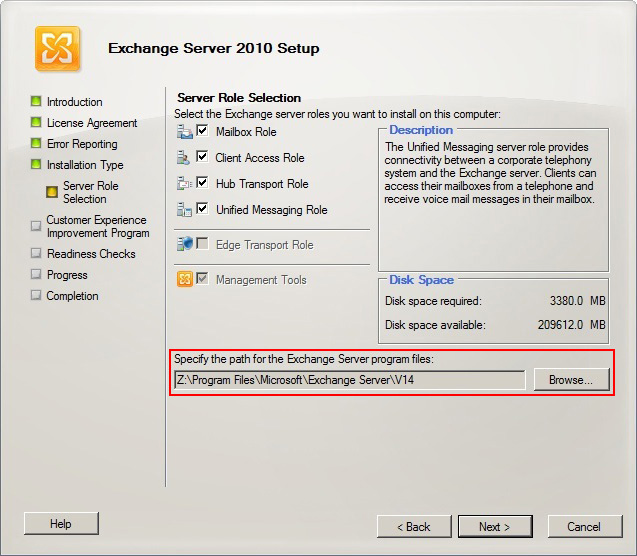 Exchange Server 2010 Setup
Introduction
License Agreement
Error Reporting
Installation Type
Server Role
Selection
Customer Experience
Improvement Program
Readiness Checks
Progress
Completion
Server Role Selection
Select the Exchange server roles you want to install on this computer:
Mailbox Role
Client Access Role
Hub Transport Role
Unified Messaging Role
Edge Transport Role
Management Tools
Description
The Unified Messaging server role provides
connectivity between a corporate telephony
system and the Exchange server. Clients can
access their mailboxes from a telephone and
receive voice mail messages in their mailbox.
Disk Space
Disk space required: 3380.0 MB
Disk space available: 209612.0 MB
Specify the path for the Exchange Server program files:
Z:\Program Files\Microsoft\Exchange Server\V14
Browse...
Help
< Back
Next >
Cancel